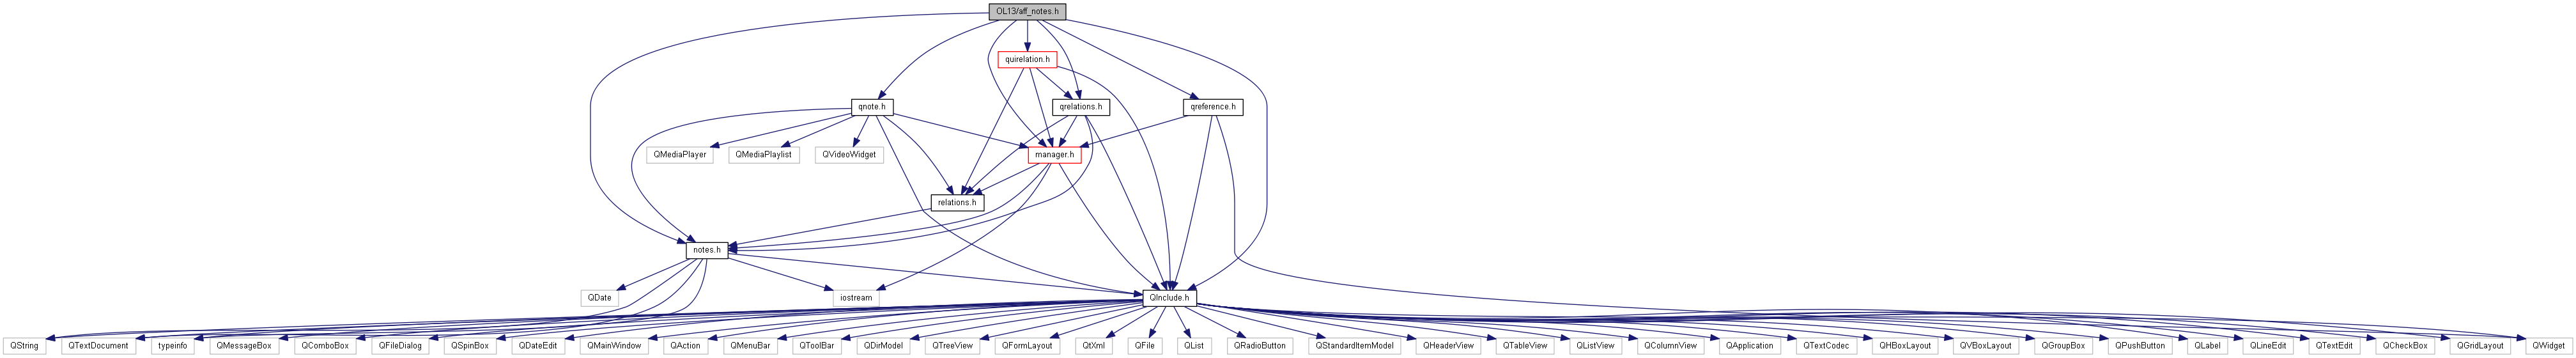 OL13/aff_notes.h
quirelation.h
qnote.h
qrelations.h
qreference.h
QMediaPlayer
QMediaPlaylist
QVideoWidget
manager.h
relations.h
notes.h
QDate
iostream
QInclude.h
QString
QTextDocument
typeinfo
QMessageBox
QComboBox
QFileDialog
QSpinBox
QDateEdit
QMainWindow
QAction
QMenuBar
QToolBar
QDirModel
QTreeView
QFormLayout
QtXml
QFile
QList
QRadioButton
QStandardItemModel
QHeaderView
QTableView
QListView
QColumnView
QApplication
QTextCodec
QHBoxLayout
QVBoxLayout
QGroupBox
QPushButton
QLabel
QLineEdit
QTextEdit
QCheckBox
QGridLayout
QWidget